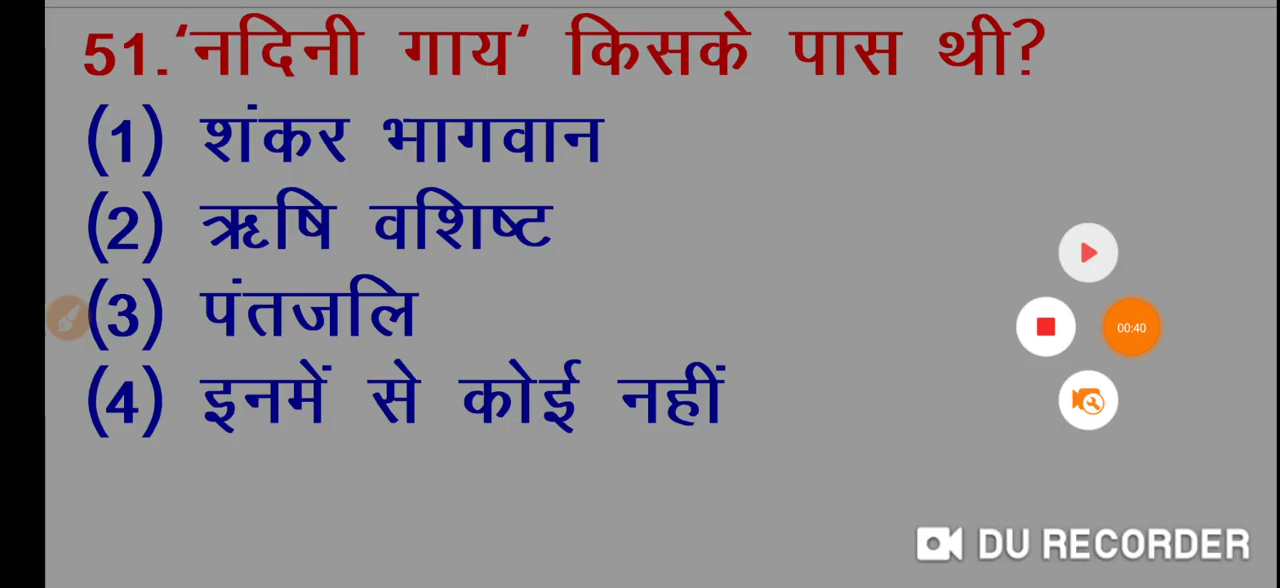 51. ‘नदिनी गाय‘ किसके पास थी?
(1) शंकर भागवान
(2) ऋषि वशिष्ट
(3) पंतजलि
(4) इनमें से कोई नहीं
00:40
DU RECORDER